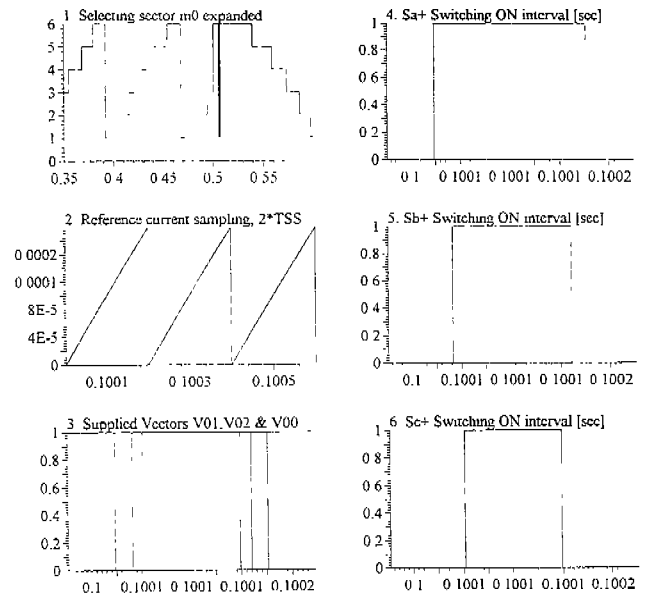 1 Selecting sector m0 expanded
6
5
4
3
2
1
0
0.35 0 4 0.45 0.5 0.55
2 Reference current sampling, 2*TSS
0 0002
0 0001
8E-5
4E-5
0
0.1001 0 1003 0.1005
3 Supplied Vectors V01,V02 & V00
1
0.8
0.6
0.4
0.2
0
0.1 0 1001 0 1001 0.1001 0 1002
4. Sa+ Switching ON interval [sec]
1
0 8
0 6
0 4
0 2
0
0 1 0 1001 0 1001 0 1001 0.1002
5. Sb+ Switching ON interval [sec]
1
0.8
0.6
0.4
0 2
0
0.1 0.1001 0 1001 0 1001 0 1002
6 Sc+ Switching ON interval [sec]
1
0.8
0.6
0.4
0 2
0
0 1 0 1001 0 1001 0 1001 0 1002